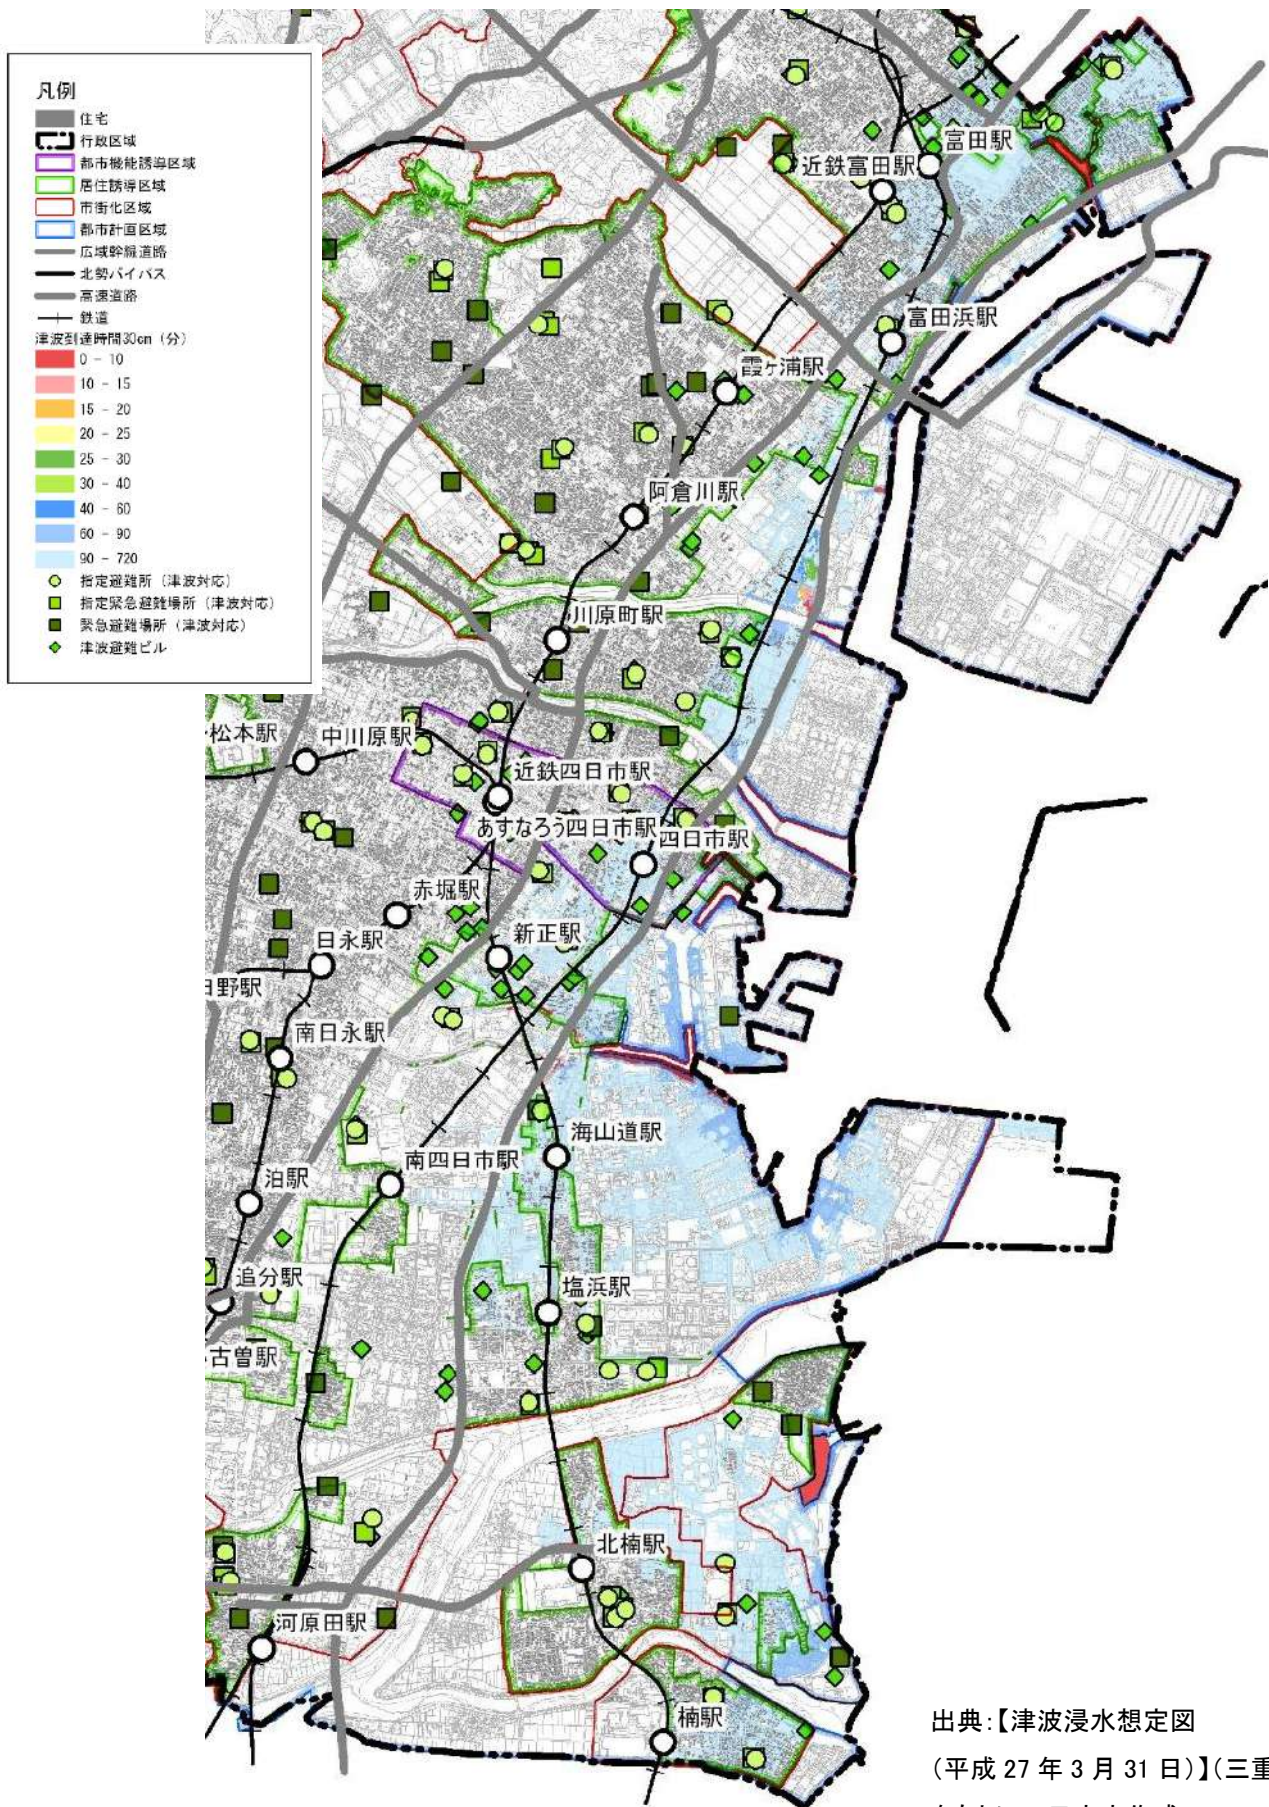 凡例
住宅
行政区域
都市機能誘導区域
居住誘導区域
市街化区域
都市計画区域
広域幹線道路
北勢バイパス
高速道路
鉄道
津波到達時間30cm（分）
0 - 10
10 - 15
15 - 20
20 - 25
25 - 30
30 - 40
40 - 60
60 - 90
90 - 720
指定避難所（津波対応）
指定緊急避難場所（津波対応）
緊急避難場所（津波対応）
津波避難ビル
富田駅
近鉄富田駅
富田浜駅
霞ヶ浦駅
阿倉川駅
川原町駅
松本駅
中川原駅
近鉄四日市駅
あすなろう四日市駅
四日市駅
赤堀駅
新正駅
日永駅
日野駅
南日永駅
海山道駅
南四日市駅
泊駅
追分駅
塩浜駅
古曽駅
北楠駅
河原田駅
楠駅
出典:【津波浸水想定図
（平成 27 年 3 月 31 日）】（三重